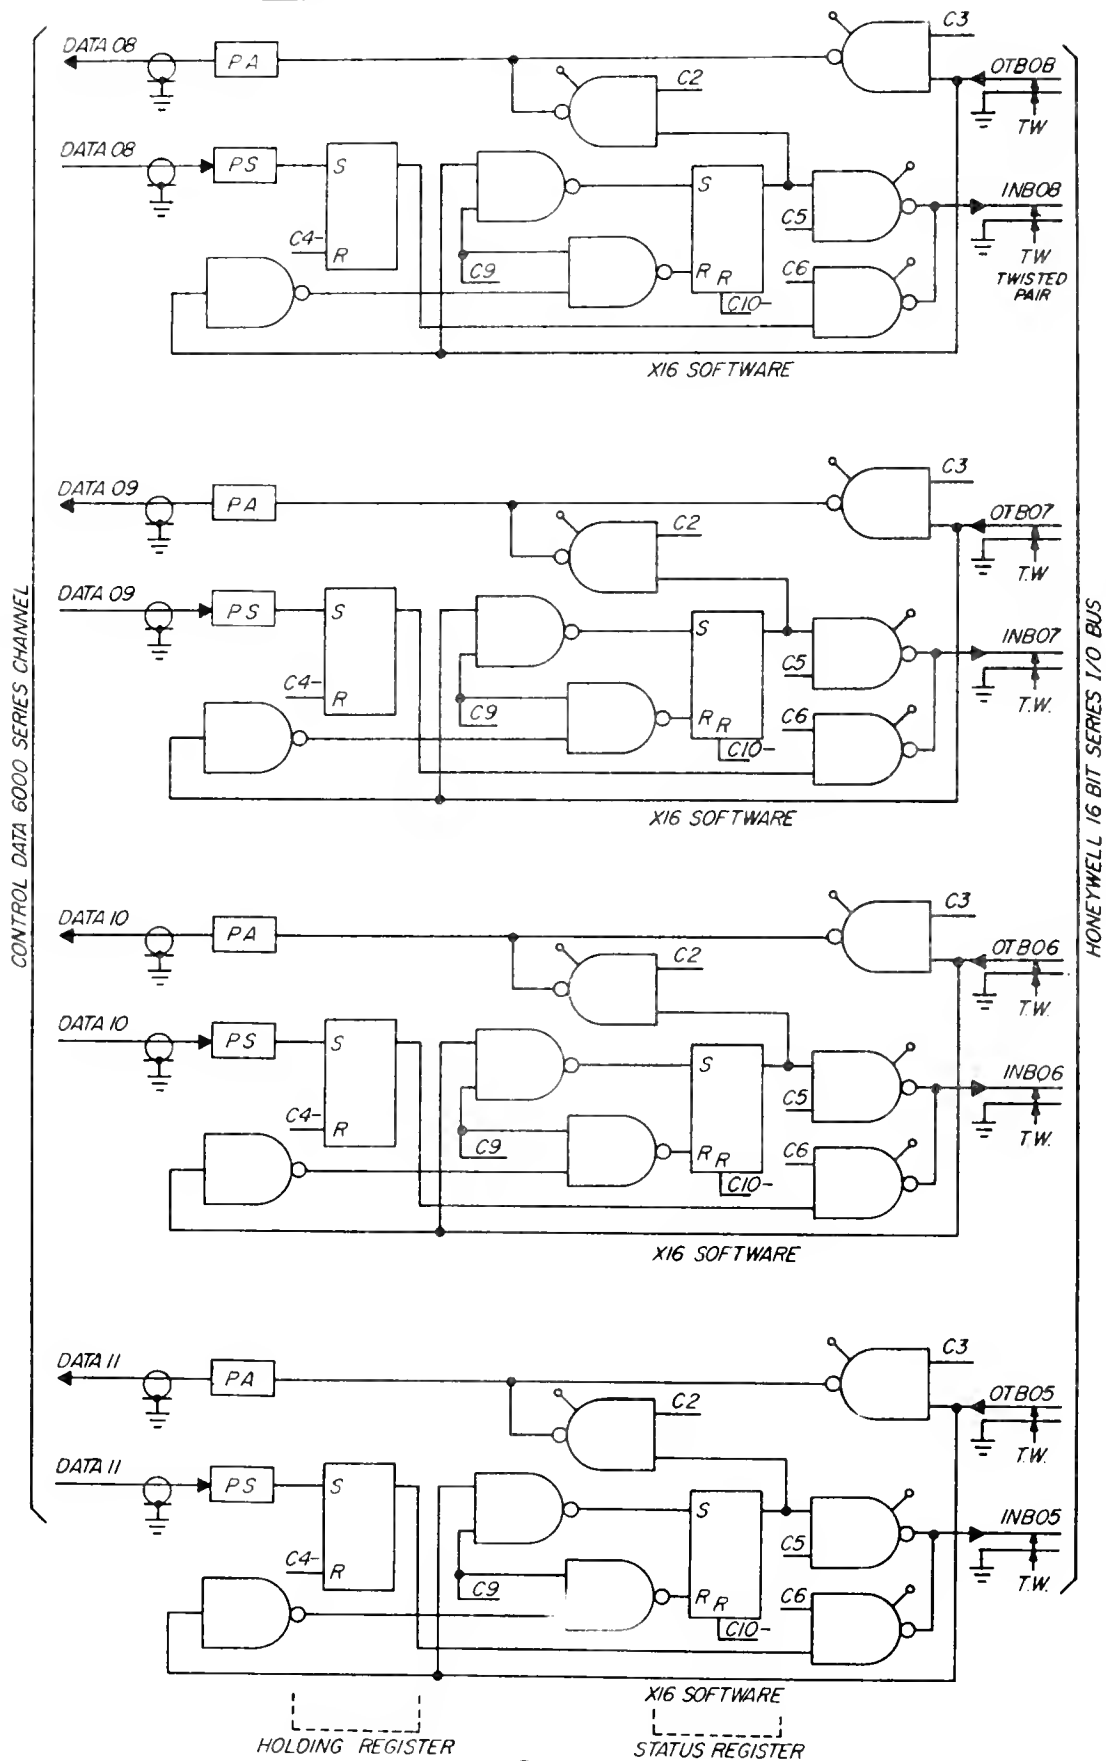 CONTROL DATA 6000 SERIES CHANNEL
HONEYWELL 16 BIT SERIES I/O BUS
DATA 08
PA
C3
OTB08
C2
TW
DATA 08
PS
S
C4-
R
S
R
R
C9
C10-
C5
C6
INB08
TW
TWISTED
PAIR
X16 SOFTWARE
DATA 09
PA
C3
OTB07
C2
T.W
DATA 09
PS
S
C4-
R
S
R
R
C9
C10-
C5
C6
INB07
T.W.
X16 SOFTWARE
DATA 10
PA
C3
OTB06
C2
T.W.
DATA 10
PS
S
C4-
R
S
R
R
C9
C10-
C5
C6
INB06
T.W.
X16 SOFTWARE
DATA 11
PA
C3
OTB05
C2
T.W.
DATA 11
PS
S
C4-
R
S
R
R
C9
C10-
C5
C6
INB05
T.W.
X16 SOFTWARE
HOLDING REGISTER
STATUS REGISTER